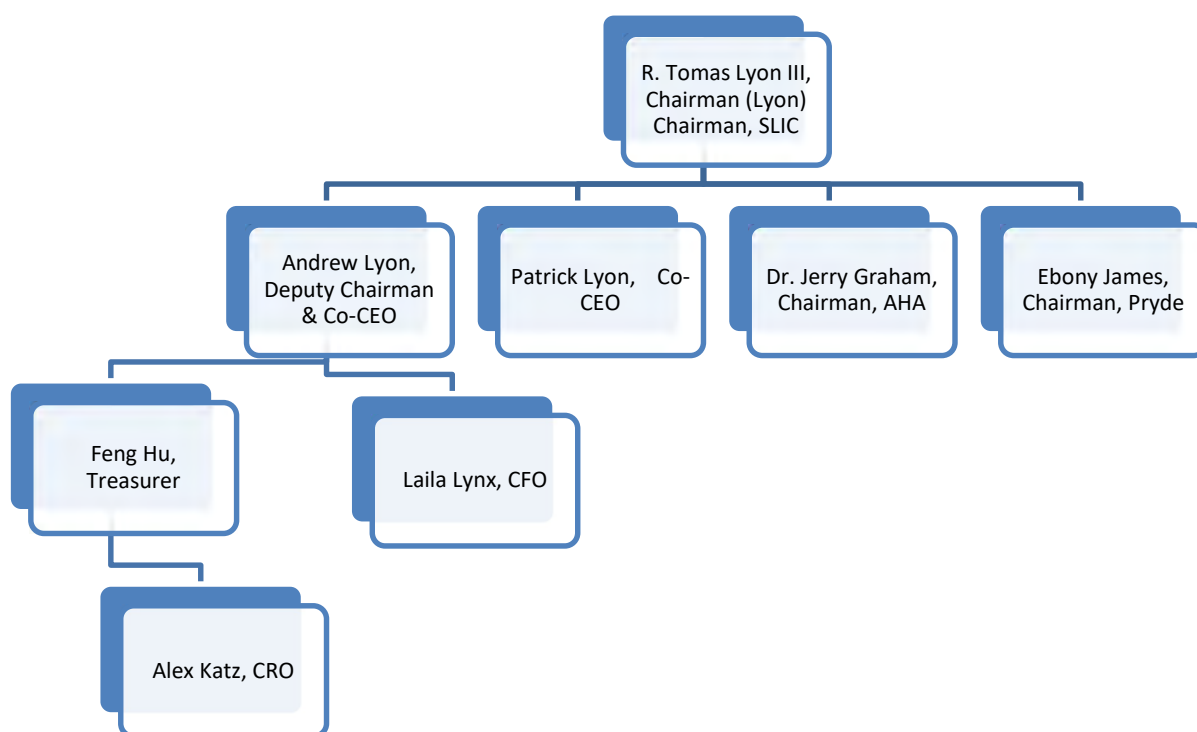 R. Tomas Lyon III,
Chairman (Lyon)
Chairman, SLIC
Andrew Lyon,
Deputy Chairman
& Co-CEO
Patrick Lyon, Co-
CEO
Dr. Jerry Graham,
Chairman, AHA
Ebony James,
Chairman, Pryde
Feng Hu,
Treasurer
Laila Lynx, CFO
Alex Katz, CRO